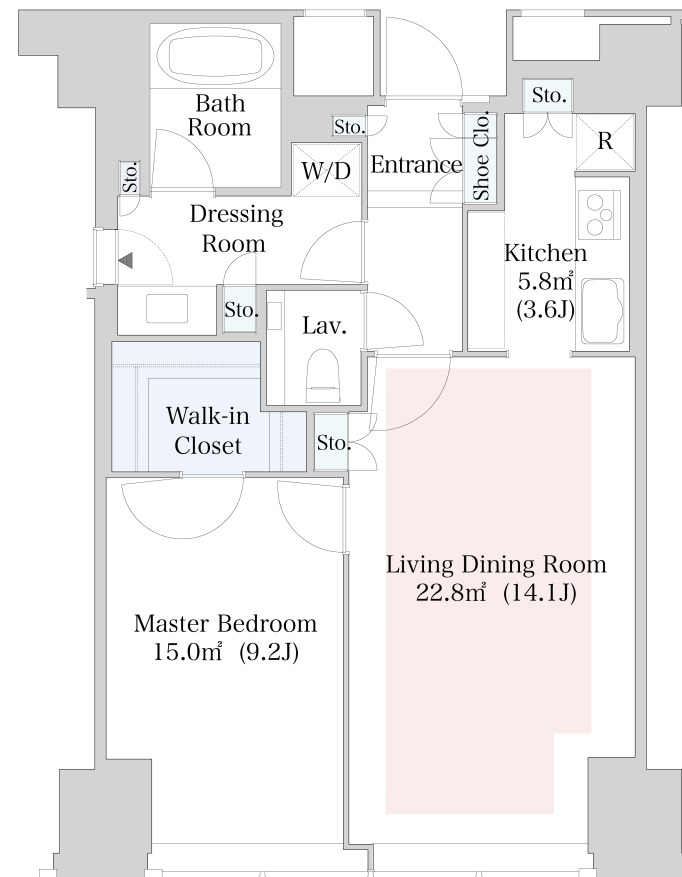 Sto.
Bath
Room
Sto.
Entrance
Shoe Clo.
R
W/D
Sto.
Dressing
Room
Kitchen
5.8㎡
(3.6J)
Sto.
Lav.
Walk-in
Closet
Sto.
Living Dining Room
22.8㎡ (14.1J)
Master Bedroom
15.0㎡ (9.2J)